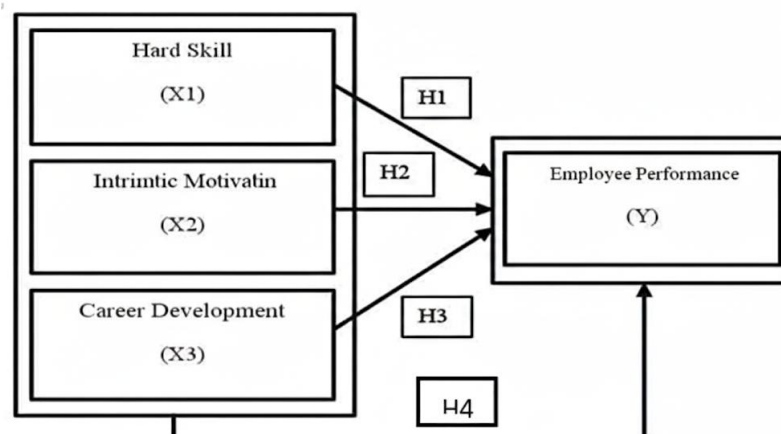 Hard Skill
(X1)
H1
Intrimtic Motivatin
(X2)
H2
Employee Performance
(Y)
Career Development
(X3)
H3
H4